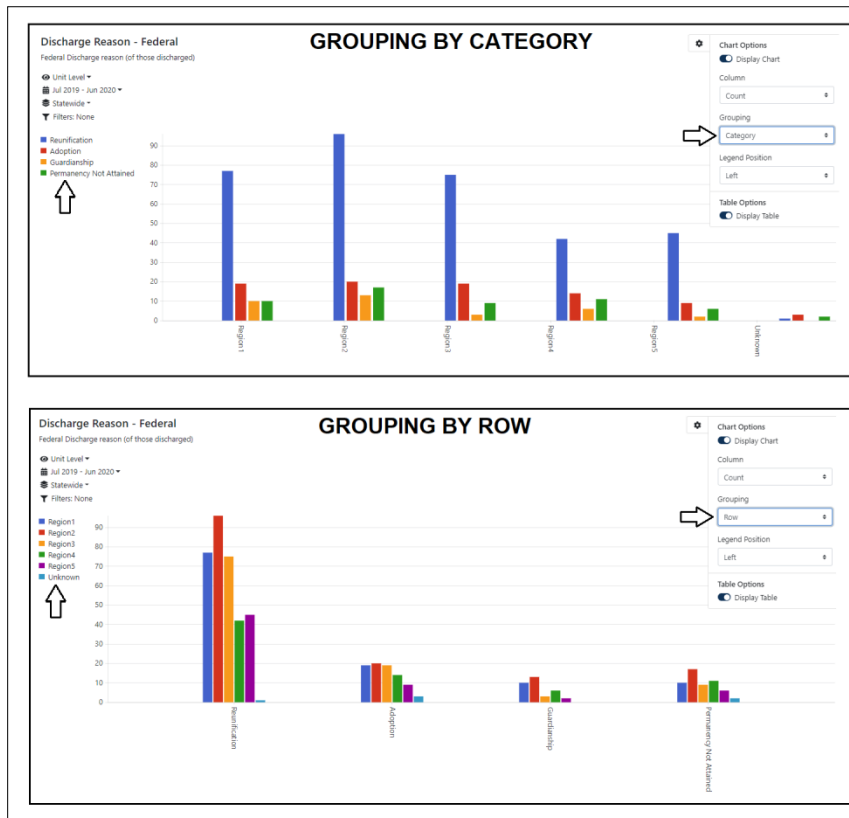 GROUPING BY CATEGORY
Discharge Reason - Federal
Federal Discharge reason (of those discharged)
Unit Level
Jul 2019 - Jun 2020
Statewide
Filters: None
Reunification
Adoption
Guardianship
Permanency Not Attained
90
80
70
60
50
40
30
20
10
0
Region1
Region2
Region3
Region4
Region5
Unknown
Chart Options
Display Chart
Column
Count
Grouping
Category
Legend Position
Left
Table Options
Display Table
GROUPING BY ROW
Discharge Reason - Federal
Federal Discharge reason (of those discharged)
Unit Level
Jul 2019 - Jun 2020
Statewide
Filters: None
Region1
Region2
Region3
Region4
Region5
Unknown
90
80
70
60
50
40
30
20
10
0
Reunification
Adoption
Guardianship
Permanency Not Attained
Chart Options
Display Chart
Column
Count
Grouping
Row
Legend Position
Left
Table Options
Display Table